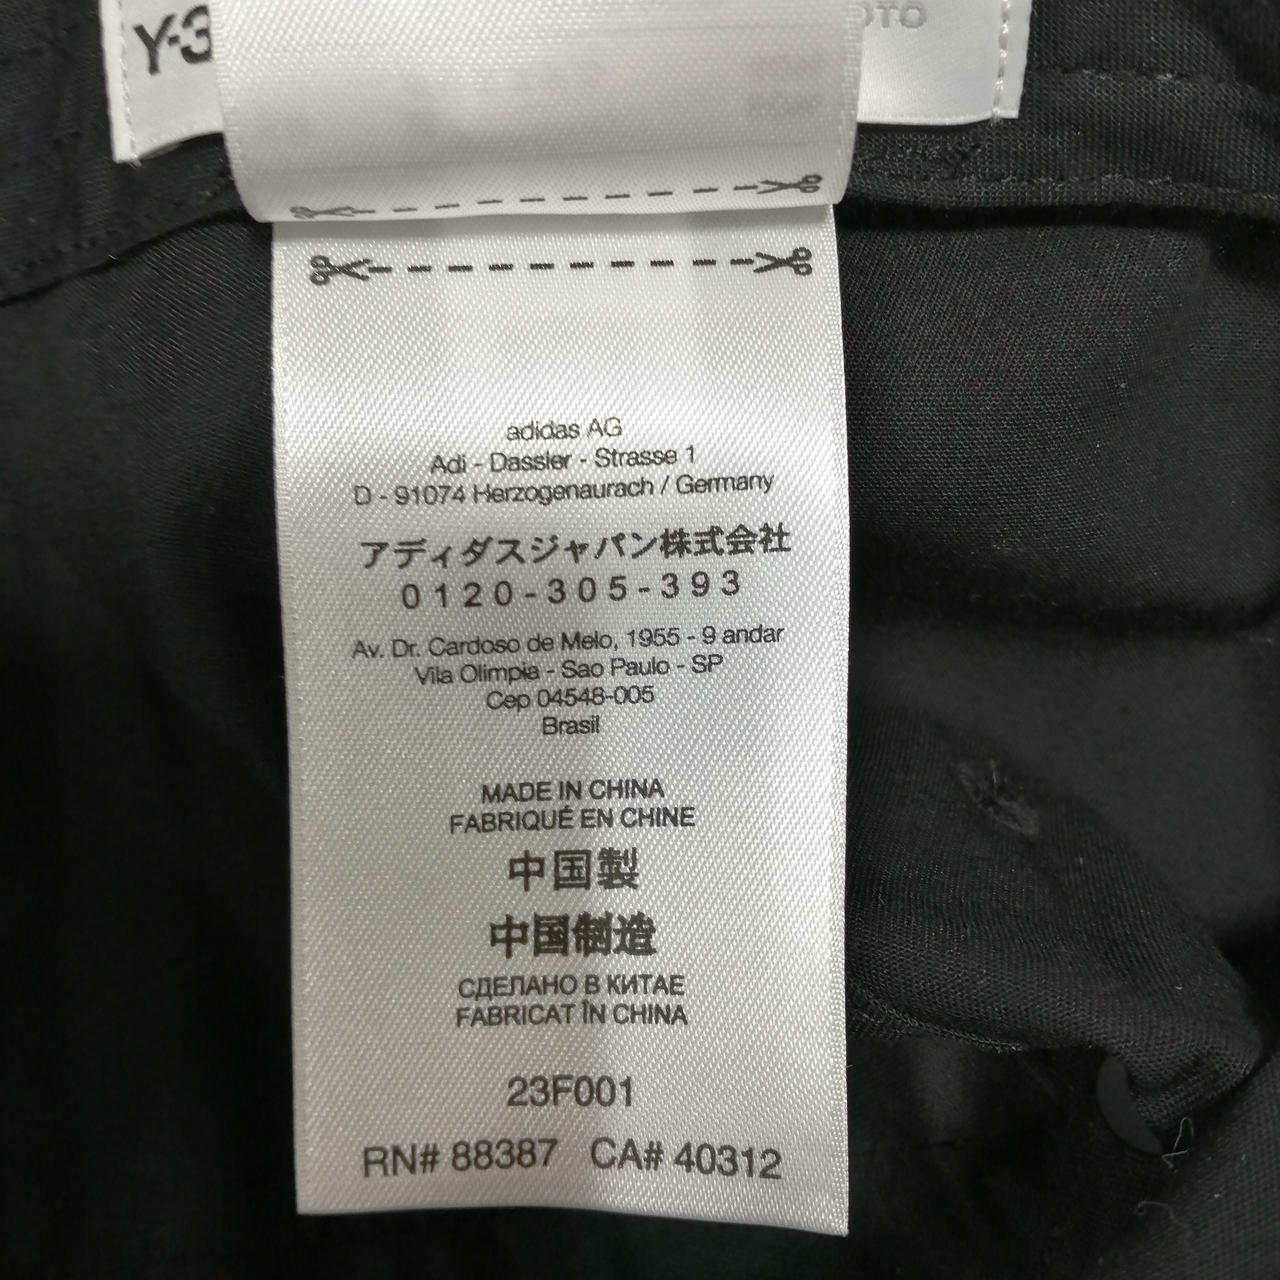 Y-3
OTO
adidas AG
Adi - Dassler - Strasse 1
D - 91074 Herzogenaurach / Germany
アディダスジャパン株式会社
0120-305-393
Av. Dr. Cardoso de Melo, 1955 - 9 andar
Vila Olimpia - Sao Paulo - SP
Cep 04548-005
Brasil
MADE IN CHINA
FABRIQUÉ EN CHINE
中国製
中国制造
СДЕЛАНО В КИТАЕ
FABRICAT ÎN CHINA
23F001
RN# 88387 CA# 40312